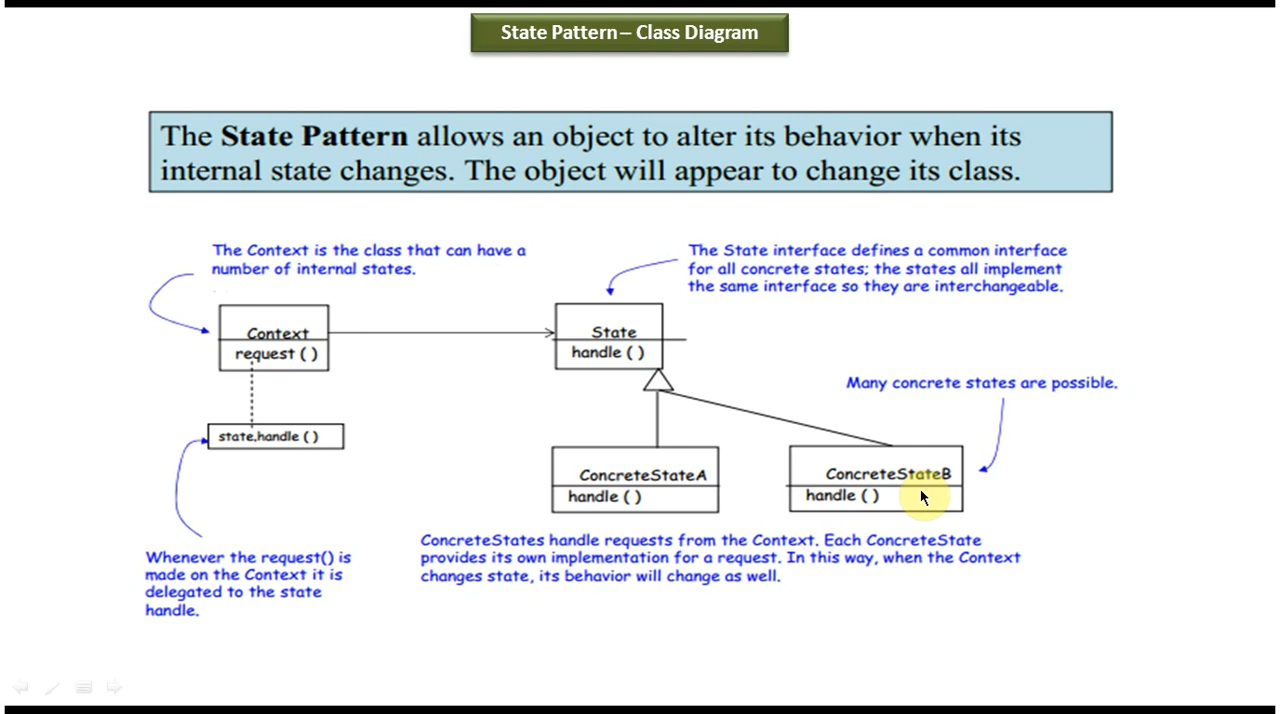 State Pattern – Class Diagram
The State Pattern allows an object to alter its behavior when its
internal state changes. The object will appear to change its class.
The Context is the class that can have a
number of internal states.
The State interface defines a common interface
for all concrete states; the states all implement
the same interface so they are interchangeable.
Context
request ( )
State
handle ( )
Many concrete states are possible.
state.handle ( )
ConcreteStateA
handle ( )
ConcreteStateB
handle ( )
Whenever the request() is
made on the Context it is
delegated to the state
handle.
ConcreteStates handle requests from the Context. Each ConcreteState
provides its own implementation for a request. In this way, when the Context
changes state, its behavior will change as well.